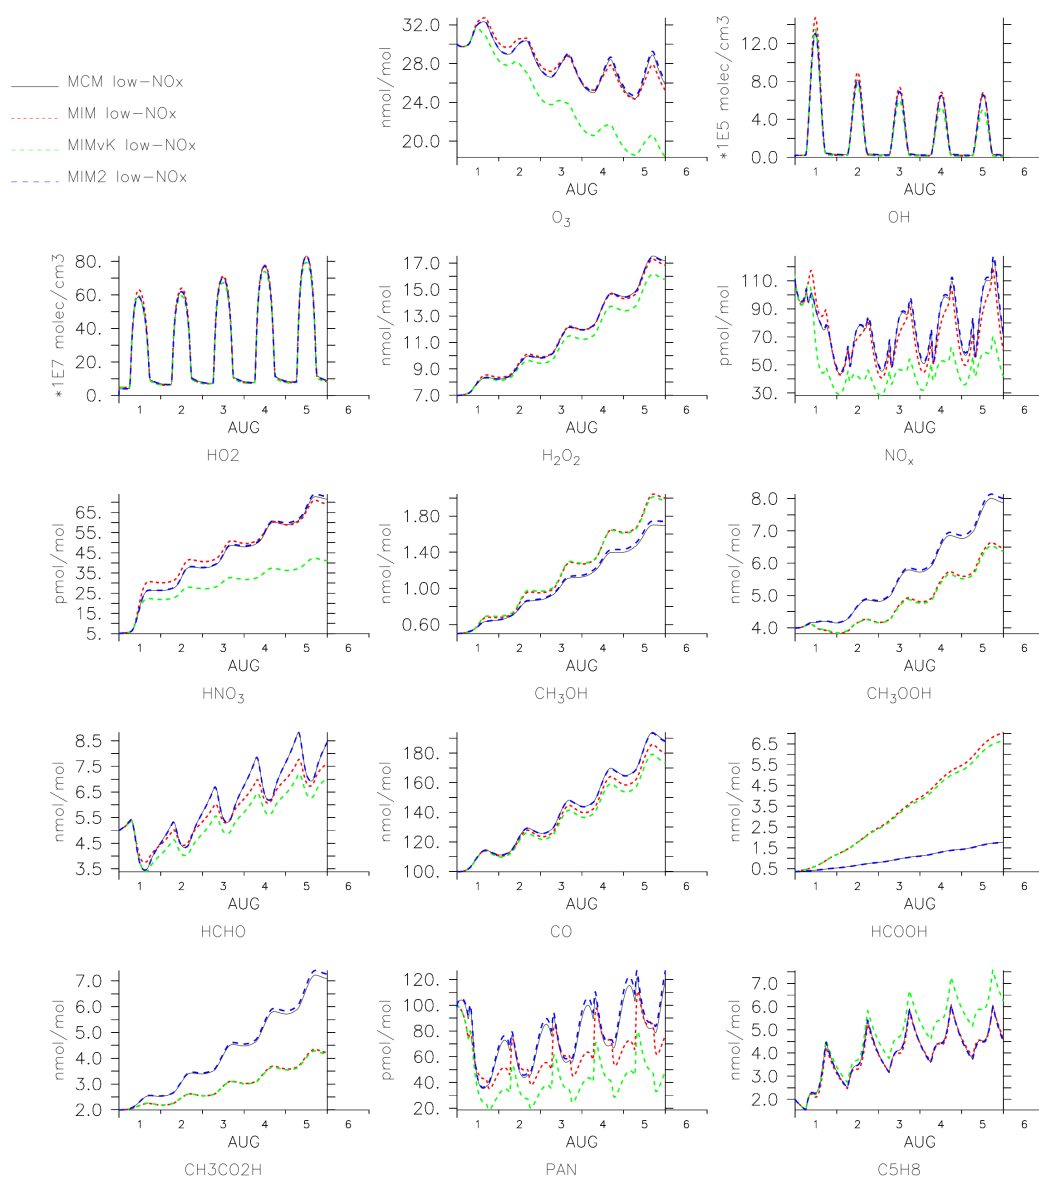 MCM low-NOx
MIM low-NOx
MIMvK low-NOx
MIM2 low-NOx
nmol/mol
32.0
28.0
24.0
20.0
1 2 3 4 5 6
AUG
O3
*1E5 molec/cm3
12.0
8.0
4.0
0.0
1 2 3 4 5 6
AUG
OH
*1E7 molec/cm3
80.
60.
40.
20.
0.
1 2 3 4 5 6
AUG
HO2
nmol/mol
17.0
15.0
13.0
11.0
9.0
7.0
1 2 3 4 5 6
AUG
H2O2
pmol/mol
110.
90.
70.
50.
30.
1 2 3 4 5 6
AUG
NOx
pmol/mol
65.
55.
45.
35.
25.
15.
5.
1 2 3 4 5 6
AUG
HNO3
nmol/mol
1.80
1.40
1.00
0.60
1 2 3 4 5 6
AUG
CH3OH
nmol/mol
8.0
7.0
6.0
5.0
4.0
1 2 3 4 5 6
AUG
CH3OOH
nmol/mol
8.5
7.5
6.5
5.5
4.5
3.5
1 2 3 4 5 6
AUG
HCHO
nmol/mol
180.
160.
140.
120.
100.
1 2 3 4 5 6
AUG
CO
nmol/mol
6.5
5.5
4.5
3.5
2.5
1.5
0.5
1 2 3 4 5 6
AUG
HCOOH
nmol/mol
7.0
6.0
5.0
4.0
3.0
2.0
1 2 3 4 5 6
AUG
CH3CO2H
pmol/mol
120.
100.
80.
60.
40.
20.
1 2 3 4 5 6
AUG
PAN
nmol/mol
7.0
6.0
5.0
4.0
3.0
2.0
1 2 3 4 5 6
AUG
C5H8